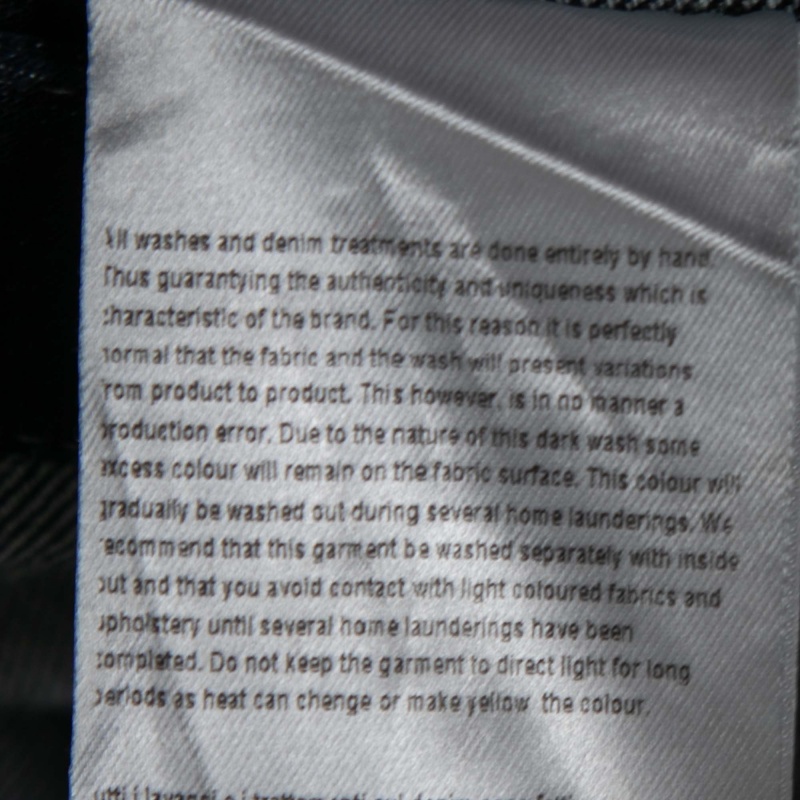 All washes and denim treatments are done entirely by hand.
Thus guarantying the authenticity and uniqueness which is
characteristic of the brand. For this reason it is perfectly
normal that the fabric and the wash will present variations
from product to product. This however, is in no manner a
production error. Due to the nature of this dark wash some
excess colour will remain on the fabric surface. This colour will
gradually be washed out during several home launderings. We
recommend that this garment be washed separately with inside
out and that you avoid contact with light coloured fabrics and
upholstery until several home launderings have been
completed. Do not keep the garment to direct light for long
periods as heat can change or make yellow the colour.